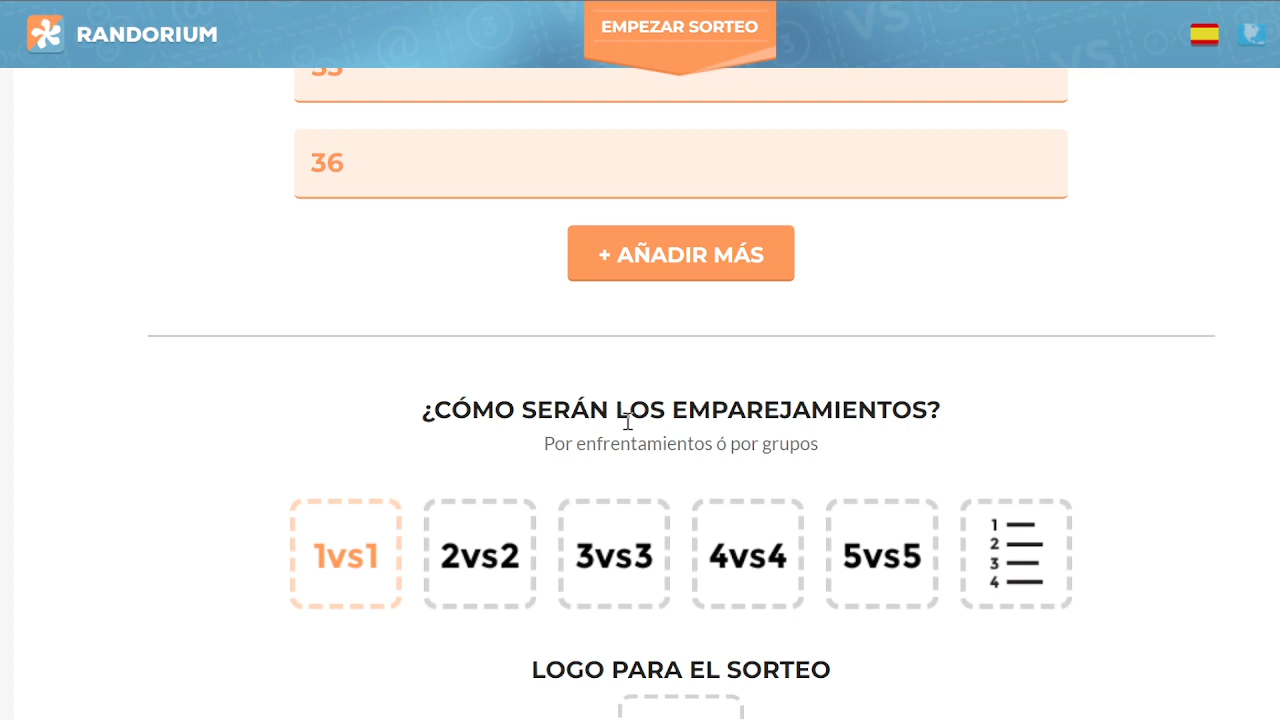 RANDORIUM
EMPEZAR SORTEO
36
+ AÑADIR MÁS
¿CÓMO SERÁN LOS EMPAREJAMIENTOS?
Por enfrentamientos ó por grupos
1vs1 2vs2 3vs3 4vs4 5vs5
1
2
3
4
LOGO PARA EL SORTEO